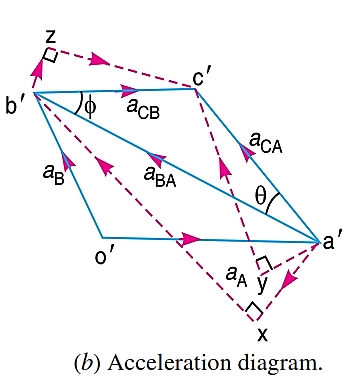 z
c′
b′
ϕ
aCB
aCA
aB
aBA
θ
o′
a′
aA
y
x
(b) Acceleration diagram.